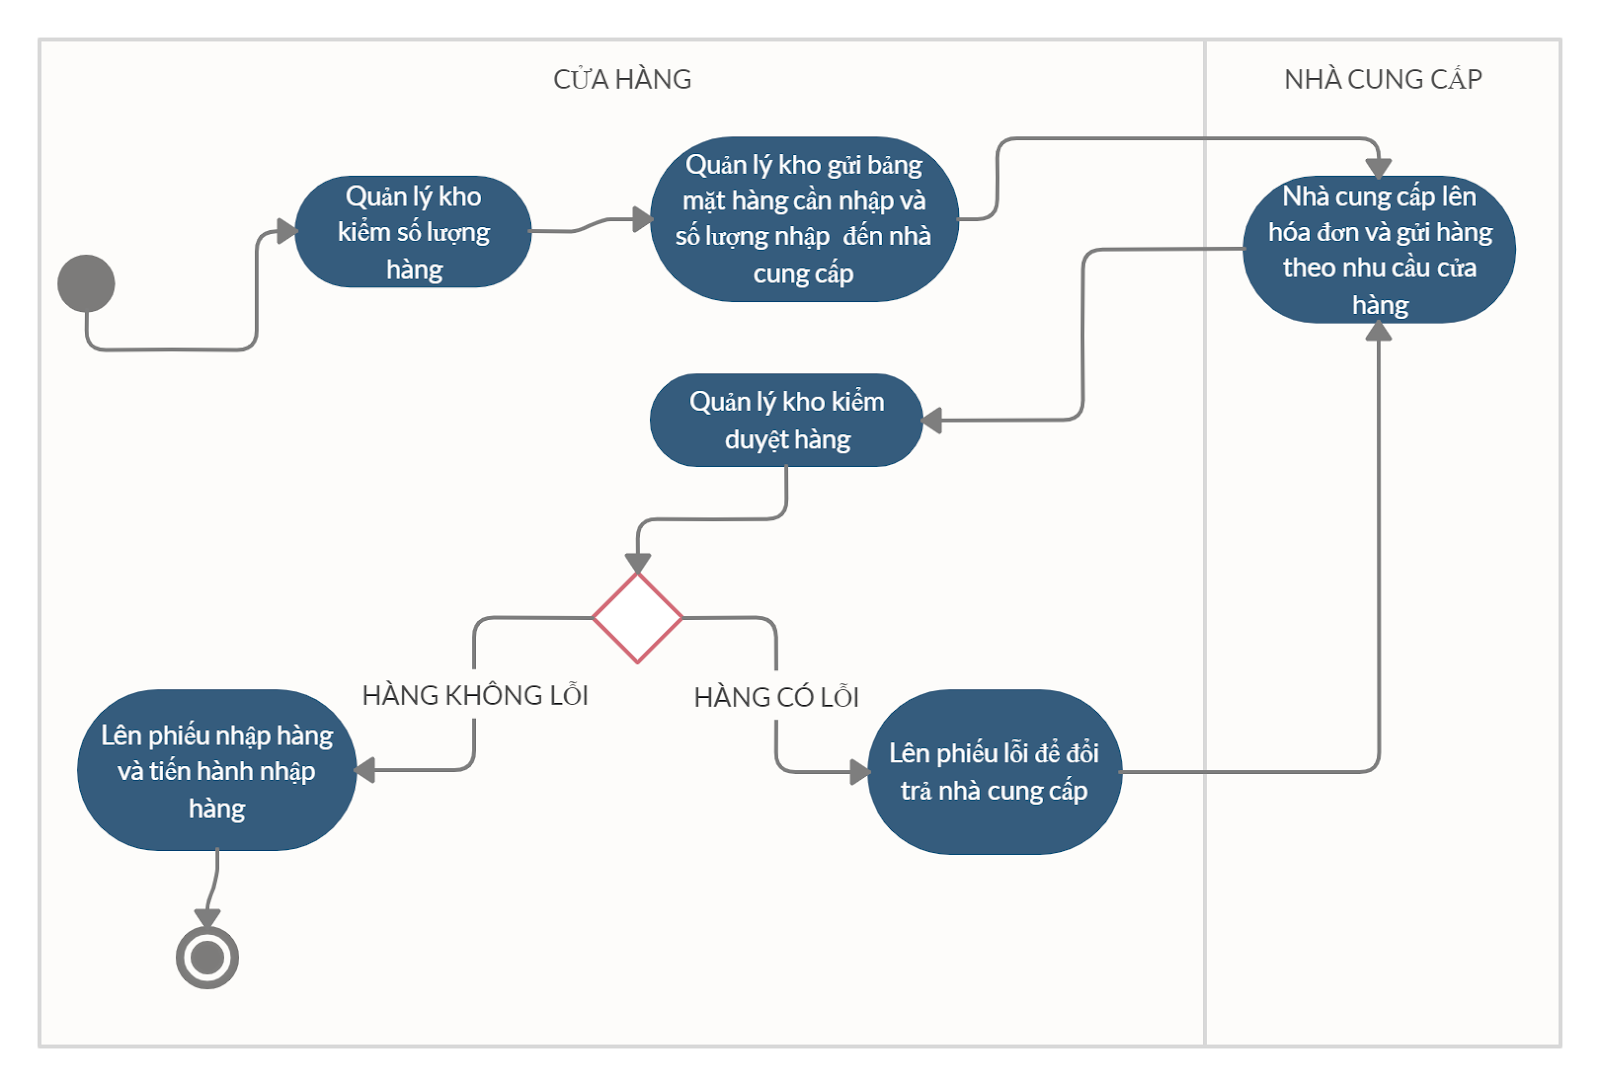 CỬA HÀNG
NHÀ CUNG CẤP
Quản lý kho
kiểm số lượng
hàng
Quản lý kho gửi bảng
mặt hàng cần nhập và
số lượng nhập đến nhà
cung cấp
Nhà cung cấp lên
hóa đơn và gửi hàng
theo nhu cầu cửa
hàng
Quản lý kho kiểm
duyệt hàng
HÀNG KHÔNG LỖI
HÀNG CÓ LỖI
Lên phiếu nhập hàng
và tiến hành nhập
hàng
Lên phiếu lỗi để đổi
trả nhà cung cấp